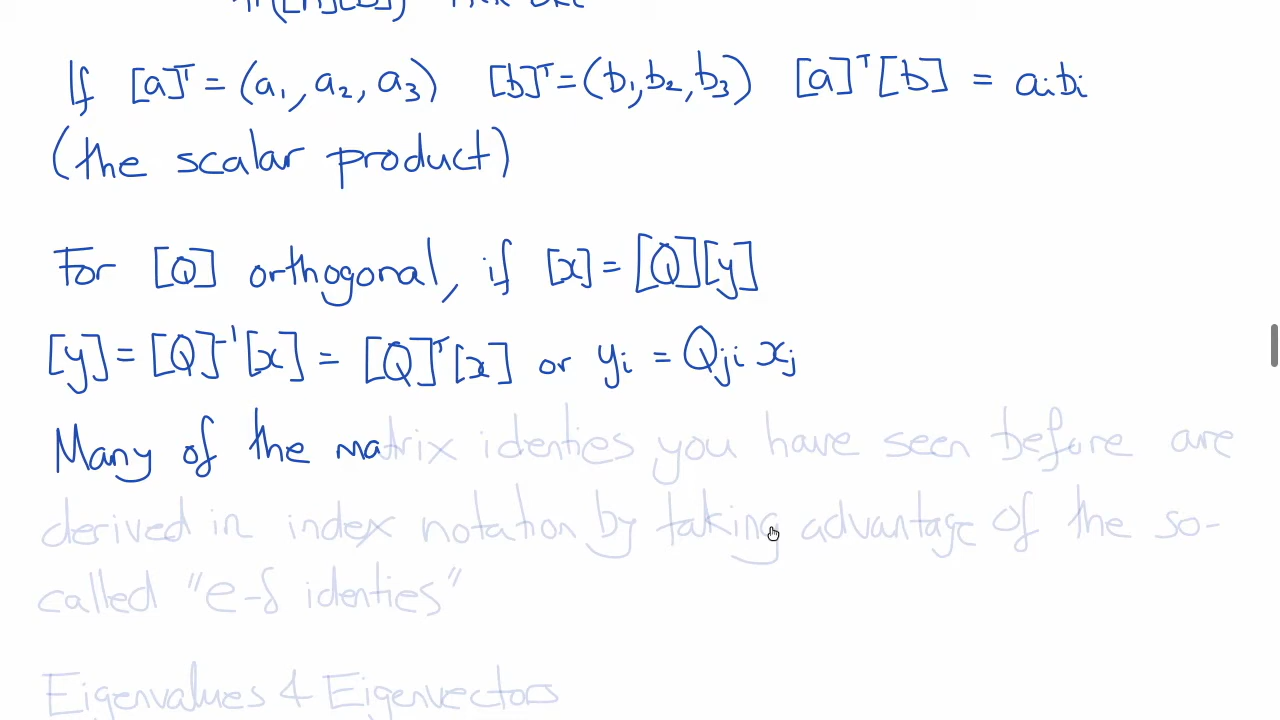 If [a]ᵀ = (a₁, a₂, a₃) [b]ᵀ = (b₁, b₂, b₃) [a]ᵀ[b] = aᵢbᵢ
(the scalar product)
For [Q] orthogonal, if [x] = [Q][y]
[y] = [Q]⁻¹[x] = [Q]ᵀ[x] or yᵢ = Qⱼᵢ xⱼ
Many of the matrix identies you have seen before are
derived in index notation by taking advantage of the so-
called "e-δ identies"
Eigenvalues & Eigenvectors